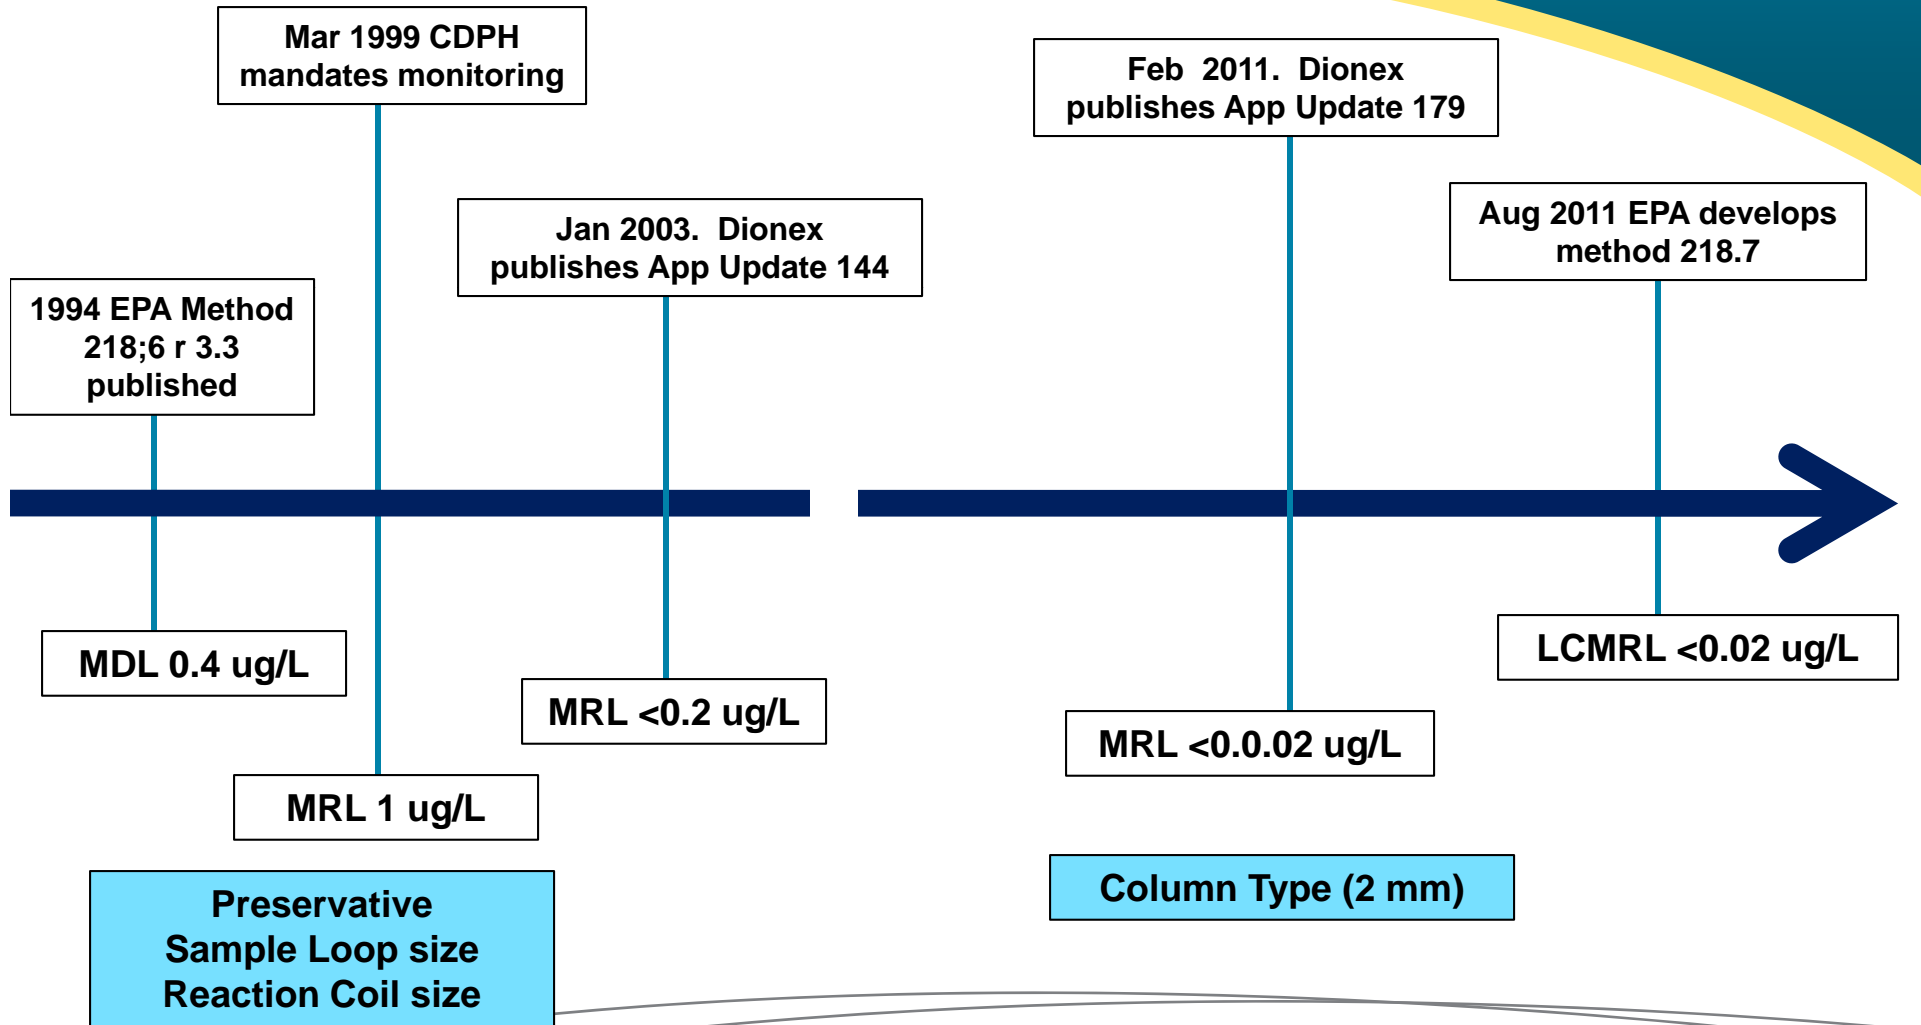 Mar 1999 CDPH
mandates monitoring
Feb 2011. Dionex
publishes App Update 179
Jan 2003. Dionex
publishes App Update 144
Aug 2011 EPA develops
method 218.7
1994 EPA Method
218;6 r 3.3
published
MDL 0.4 ug/L
MRL 1 ug/L
MRL <0.2 ug/L
MRL <0.0.02 ug/L
LCMRL <0.02 ug/L
Preservative
Sample Loop size
Reaction Coil size
Column Type (2 mm)